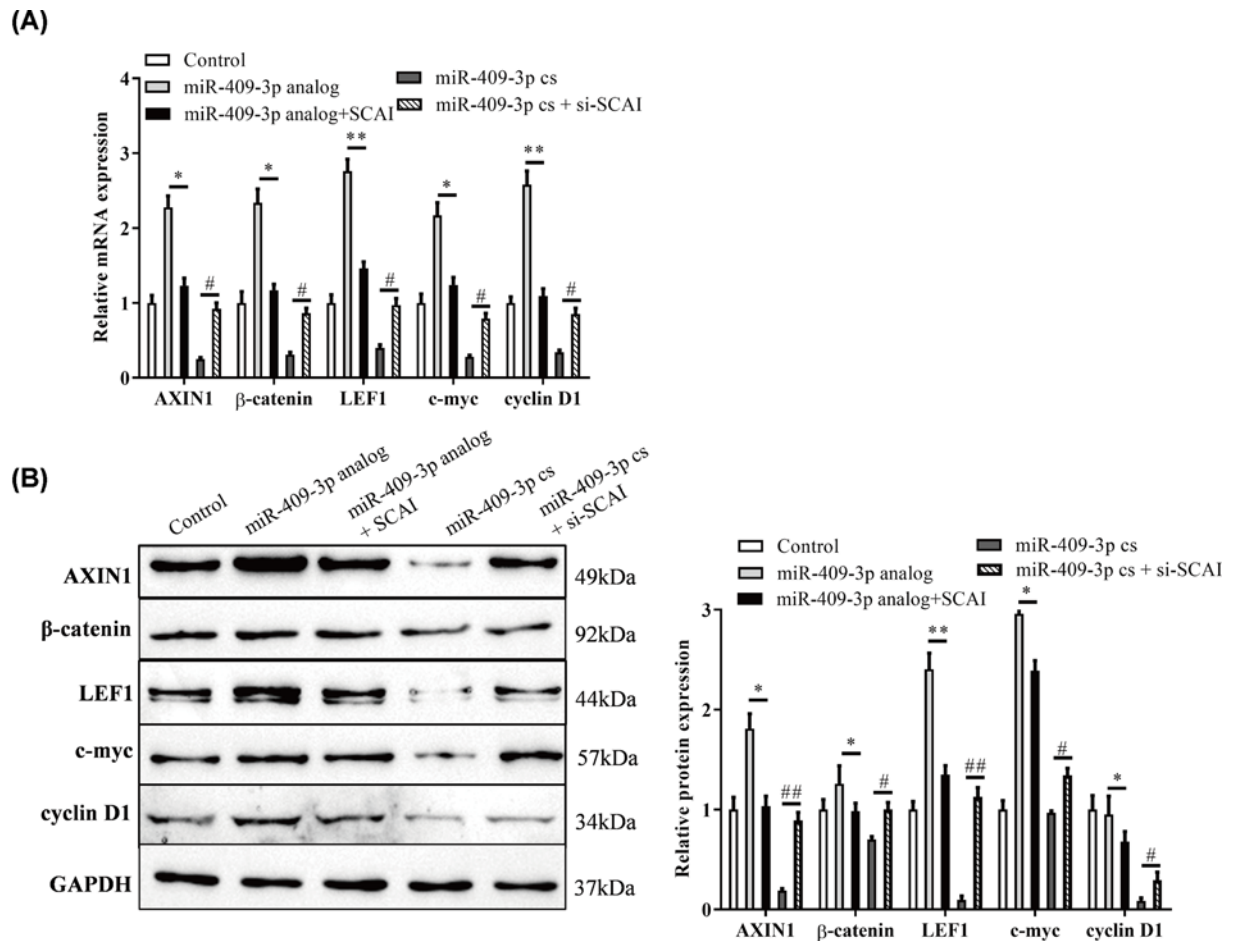 (A)
Control
miR-409-3p analog
miR-409-3p analog+SCAI
miR-409-3p cs
miR-409-3p cs + si-SCAI
Relative mRNA expression
4
3
2
1
0
*
*
**
*
**
#
#
#
#
#
AXIN1
β-catenin
LEF1
c-myc
cyclin D1
(B)
Control
miR-409-3p analog
miR-409-3p analog
+ SCAI
miR-409-3p cs
miR-409-3p cs
+ si-SCAI
AXIN1
49kDa
β-catenin
92kDa
LEF1
44kDa
c-myc
57kDa
cyclin D1
34kDa
GAPDH
37kDa
Control
miR-409-3p analog
miR-409-3p analog+SCAI
miR-409-3p cs
miR-409-3p cs + si-SCAI
Relative protein expression
3
2
1
0
*
##
*
#
**
##
*
#
*
#
AXIN1
β-catenin
LEF1
c-myc
cyclin D1